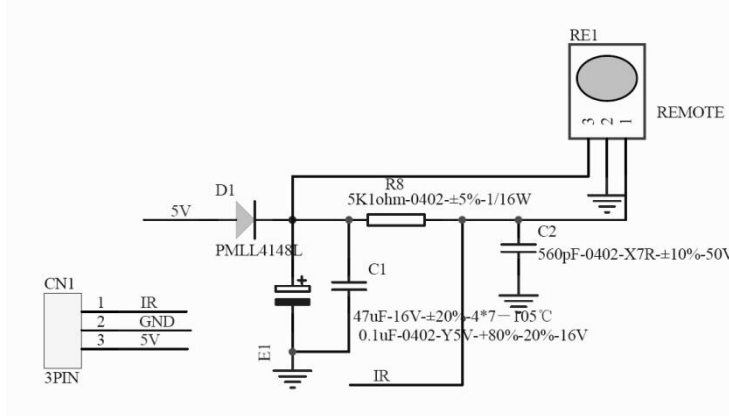 RE1
3 2 1
REMOTE
R8
5K1ohm-0402-±5%-1/16W
D1
5V
PMLL4148L
C2
560pF-0402-X7R-±10%-50V
C1
+
47uF-16V-±20%-4*7-105℃
0.1uF-0402-Y5V-+80%-20%-16V
E1
IR
CN1
1 IR
2 GND
3 5V
3PIN